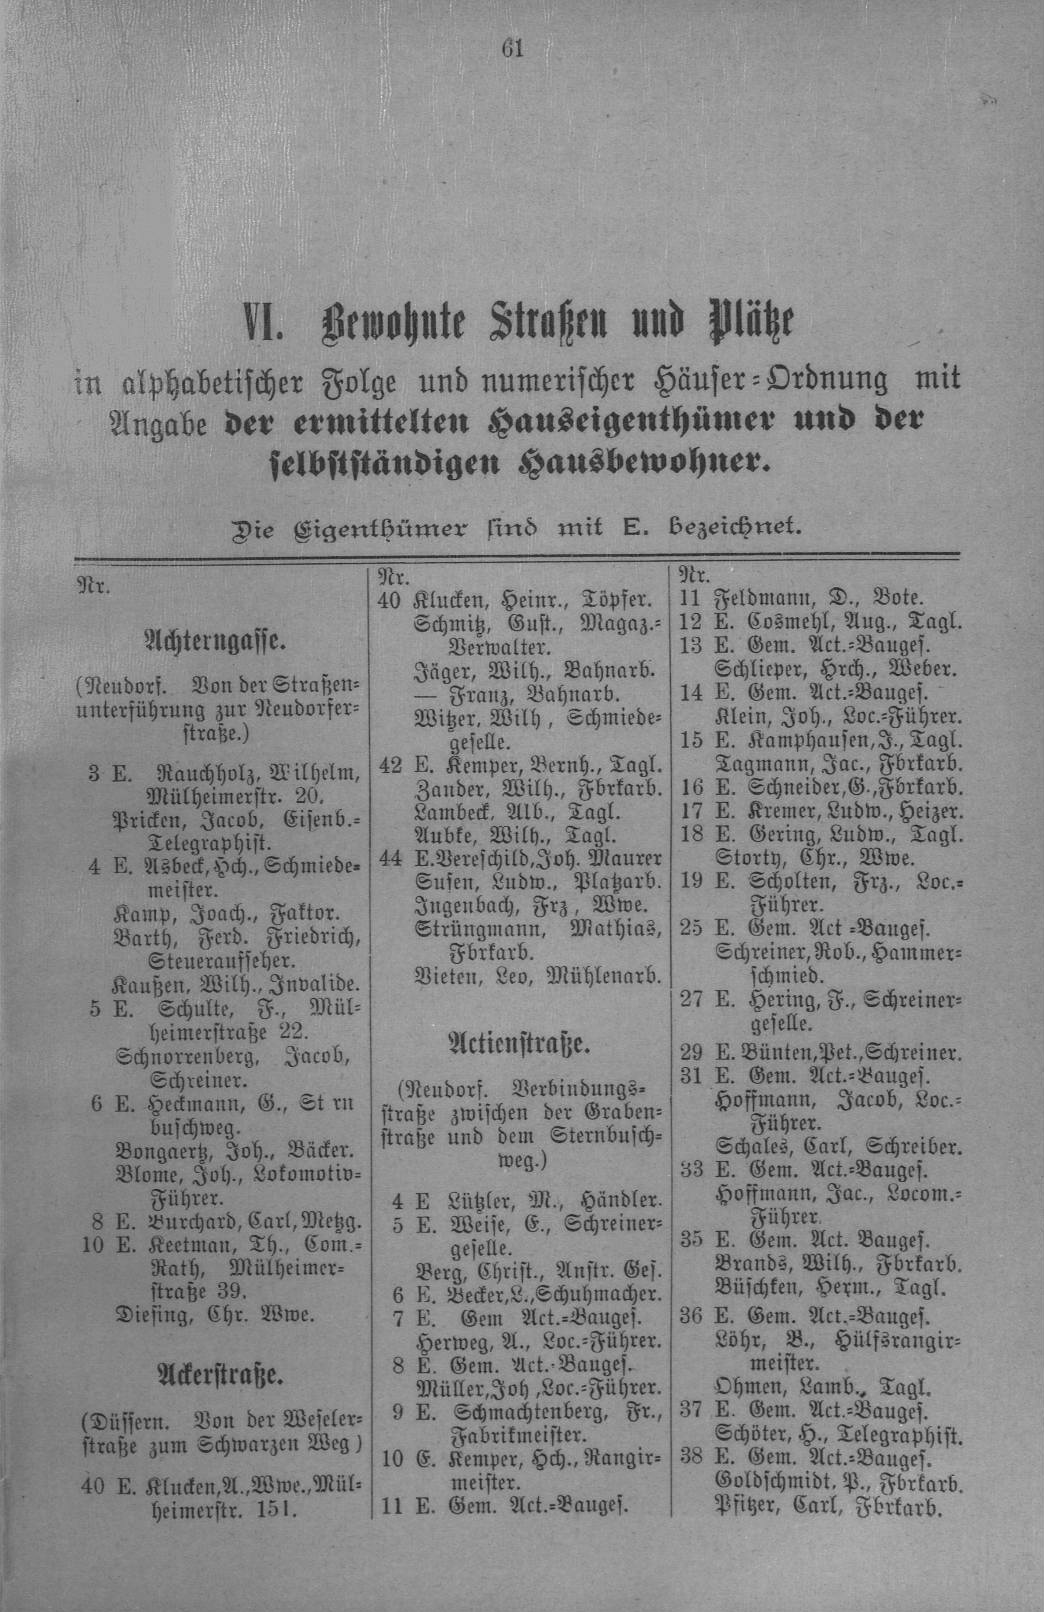 61
VI. Bewohnte Straßen und Plätze
in alphabetischer Folge und numerischer Häuser-Ordnung mit
Angabe der ermittelten Hauseigenthümer und der
selbstständigen Hausbewohner.
Die Eigenthümer sind mit E. bezeichnet.
Nr.
Achterngasse.
(Neudorf. Von der Straßen-
unterführung zur Neudorfer-
straße.)
3 E. Rauchholz, Wilhelm,
Mülheimerstr. 20.
Pricken, Jacob, Eisenb.-
Telegraphist.
4 E. Asbeck, Hch., Schmiede-
meister.
Kamp, Joach., Faktor.
Barth, Ferd. Friedrich,
Steueraufseher.
Kaußen, Wilh., Invalide.
5 E. Schulte, F., Mül-
heimerstraße 22.
Schnorrenberg, Jacob,
Schreiner.
6 E. Heckmann, G., St rn
buschweg.
Bongaertz, Joh., Bäcker.
Blome, Joh., Lokomotiv-
Führer.
8 E. Burchard, Carl, Metzg.
10 E. Keetman, Th., Com.-
Rath, Mülheimer-
straße 39.
Diesing, Chr. Wwe.
Ackerstraße.
(Düssern. Von der Weseler-
straße zum Schwarzen Weg)
40 E. Klucken, A., Wwe., Mül-
heimerstr. 151.
Nr.
40 Klucken, Heinr., Töpfer.
Schmitz, Gust., Magaz.-
Verwalter.
Jäger, Wilh., Bahnarb.
— Franz, Bahnarb.
Witzer, Wilh, Schmiede-
geselle.
42 E. Kemper, Bernh., Tagl.
Zander, Wilh., Fbrkarb.
Lambeck, Alb., Tagl.
Aubke, Wilh., Tagl.
44 E. Vereschild, Joh. Maurer
Susen, Ludw., Platzarb.
Ingenbach, Frz, Wwe.
Strüngmann, Mathias,
Fbrkarb.
Vieten, Leo, Mühlenarb.
Actienstraße.
(Neudorf. Verbindungs-
straße zwischen der Graben-
straße und dem Sternbusch-
weg.)
4 E Lützler, M., Händler.
5 E. Weise, E., Schreiner-
geselle.
Berg, Christ., Anstr. Ges.
6 E. Becker, L., Schuhmacher.
7 E. Gem Act.-Bauges.
Herweg, A., Loc.-Führer.
8 E. Gem. Act.-Bauges.
Müller, Joh, Loc.-Führer.
9 E. Schmachtenberg, Fr.,
Fabrikmeister.
10 E. Kemper, Hch., Rangir-
meister.
11 E. Gem. Act.-Bauges.
Nr.
11 Feldmann, D., Bote.
12 E. Cosmehl, Aug., Tagl.
13 E. Gem. Act.-Bauges.
Schlieper, Hrch., Weber.
14 E. Gem. Act.-Bauges.
Klein, Joh., Loc.-Führer.
15 E. Kamphausen, J., Tagl.
Tagmann, Jac., Fbrkarb.
16 E. Schneider, G., Fbrkarb.
17 E. Kremer, Ludw., Heizer.
18 E. Gering, Ludw., Tagl.
Storty, Chr., Wwe.
19 E. Scholten, Frz., Loc.-
Führer.
25 E. Gem. Act -Bauges.
Schreiner, Rob., Hammer-
schmied.
27 E. Hering, F., Schreiner-
geselle.
29 E. Bünten, Pet., Schreiner.
31 E. Gem. Act.-Bauges.
Hoffmann, Jacob, Loc.-
Führer.
Schales, Carl, Schreiber.
33 E. Gem. Act.-Bauges.
Hoffmann, Jac., Locom.-
Führer.
35 E. Gem. Act. Bauges.
Brands, Wilh., Fbrkarb.
Büschken, Herm., Tagl.
36 E. Gem. Act.-Bauges.
Löhr, B., Hülfsrangir-
meister.
Ohmen, Lamb., Tagl.
37 E. Gem. Act.-Bauges.
Schöter, H., Telegraphist.
38 E. Gem. Act.-Bauges.
Goldschmidt, P., Fbrkarb.
Pfitzer, Carl, Fbrkarb.